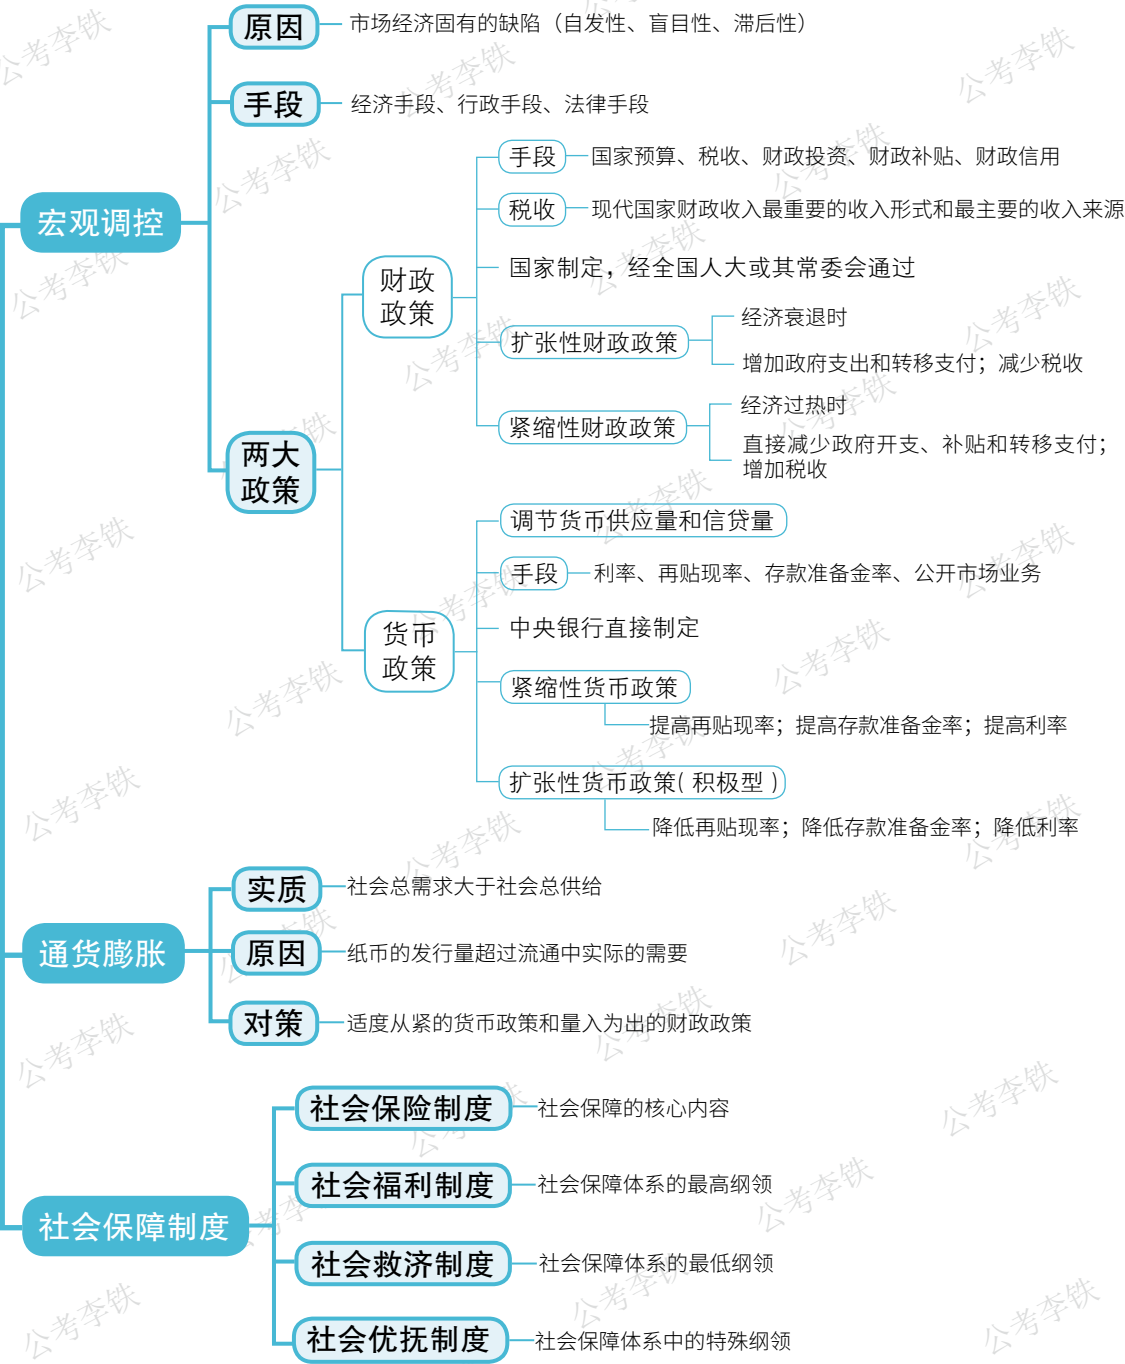 宏观调控
原因
市场经济固有的缺陷（自发性、盲目性、滞后性）
手段
经济手段、行政手段、法律手段
两大
政策
财政
政策
手段
国家预算、税收、财政投资、财政补贴、财政信用
税收
现代国家财政收入最重要的收入形式和最主要的收入来源
国家制定，经全国人大或其常委会通过
扩张性财政政策
经济衰退时
增加政府支出和转移支付；减少税收
紧缩性财政政策
经济过热时
直接减少政府开支、补贴和转移支付；
增加税收
货币
政策
调节货币供应量和信贷量
手段
利率、再贴现率、存款准备金率、公开市场业务
中央银行直接制定
紧缩性货币政策
提高再贴现率；提高存款准备金率；提高利率
扩张性货币政策( 积极型 )
降低再贴现率；降低存款准备金率；降低利率
通货膨胀
实质
社会总需求大于社会总供给
原因
纸币的发行量超过流通中实际的需要
对策
适度从紧的货币政策和量入为出的财政政策
社会保障制度
社会保险制度
社会保障的核心内容
社会福利制度
社会保障体系的最高纲领
社会救济制度
社会保障体系的最低纲领
社会优抚制度
社会保障体系中的特殊纲领
公考李铁